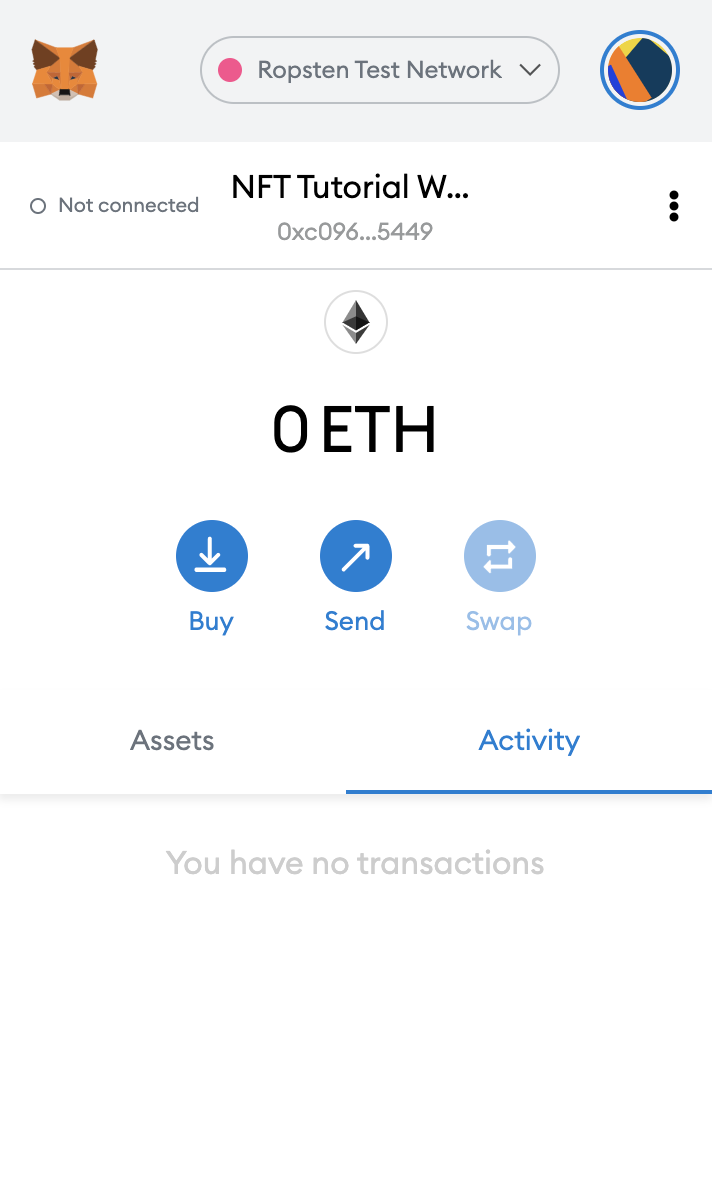 Ropsten Test Network
Not connected
NFT Tutorial W...
0xc096...5449
0 ETH
Buy
Send
Swap
Assets
Activity
You have no transactions